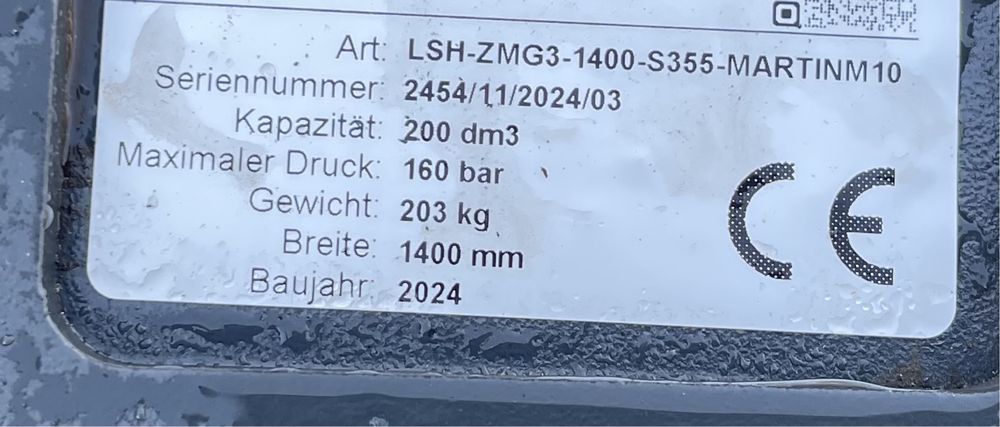 Art: LSH-ZMG3-1400-S355-MARTINM10
Seriennummer: 2454/11/2024/03
Kapazität: 200 dm3
Maximaler Druck: 160 bar
Gewicht: 203 kg
Breite: 1400 mm
Baujahr: 2024
CE